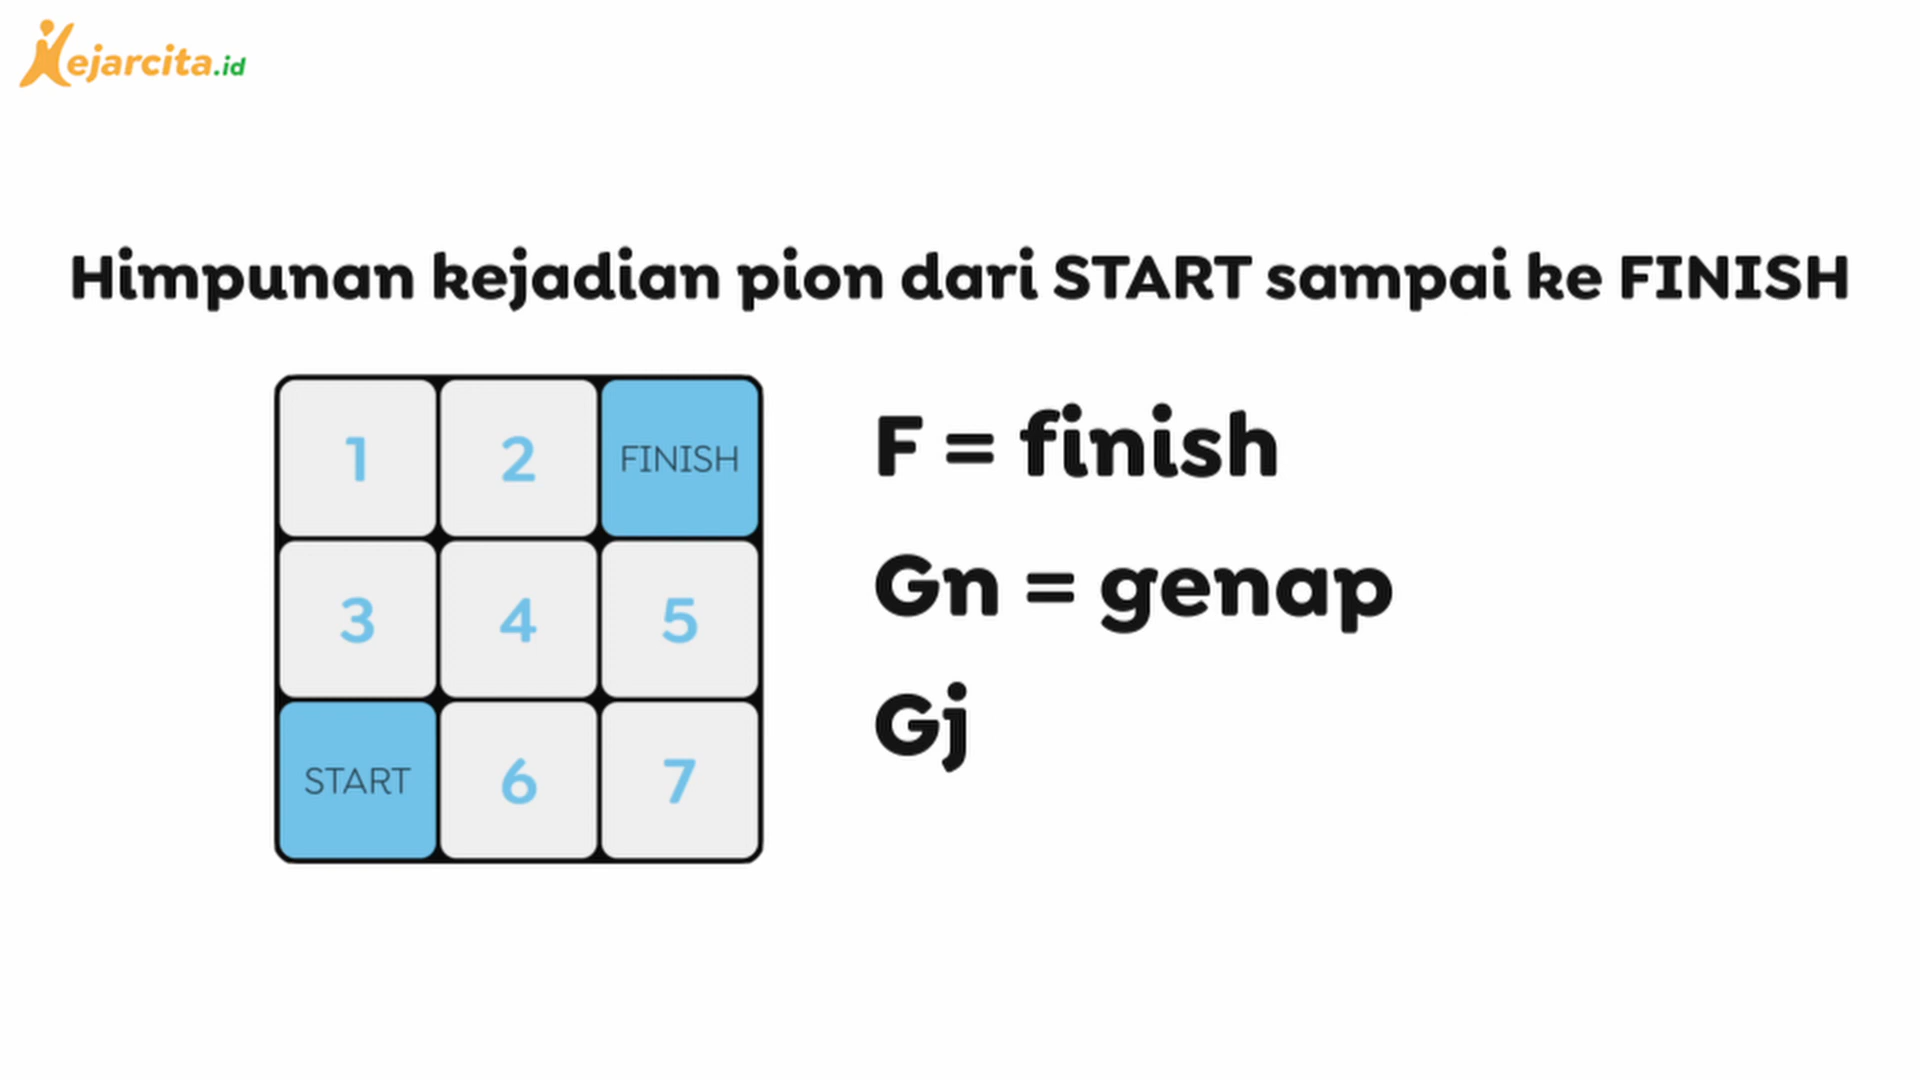 Kejarcita.id
Himpunan kejadian pion dari START sampai ke FINISH
1 2 FINISH
3 4 5
START 6 7
F = finish
Gn = genap
Gj